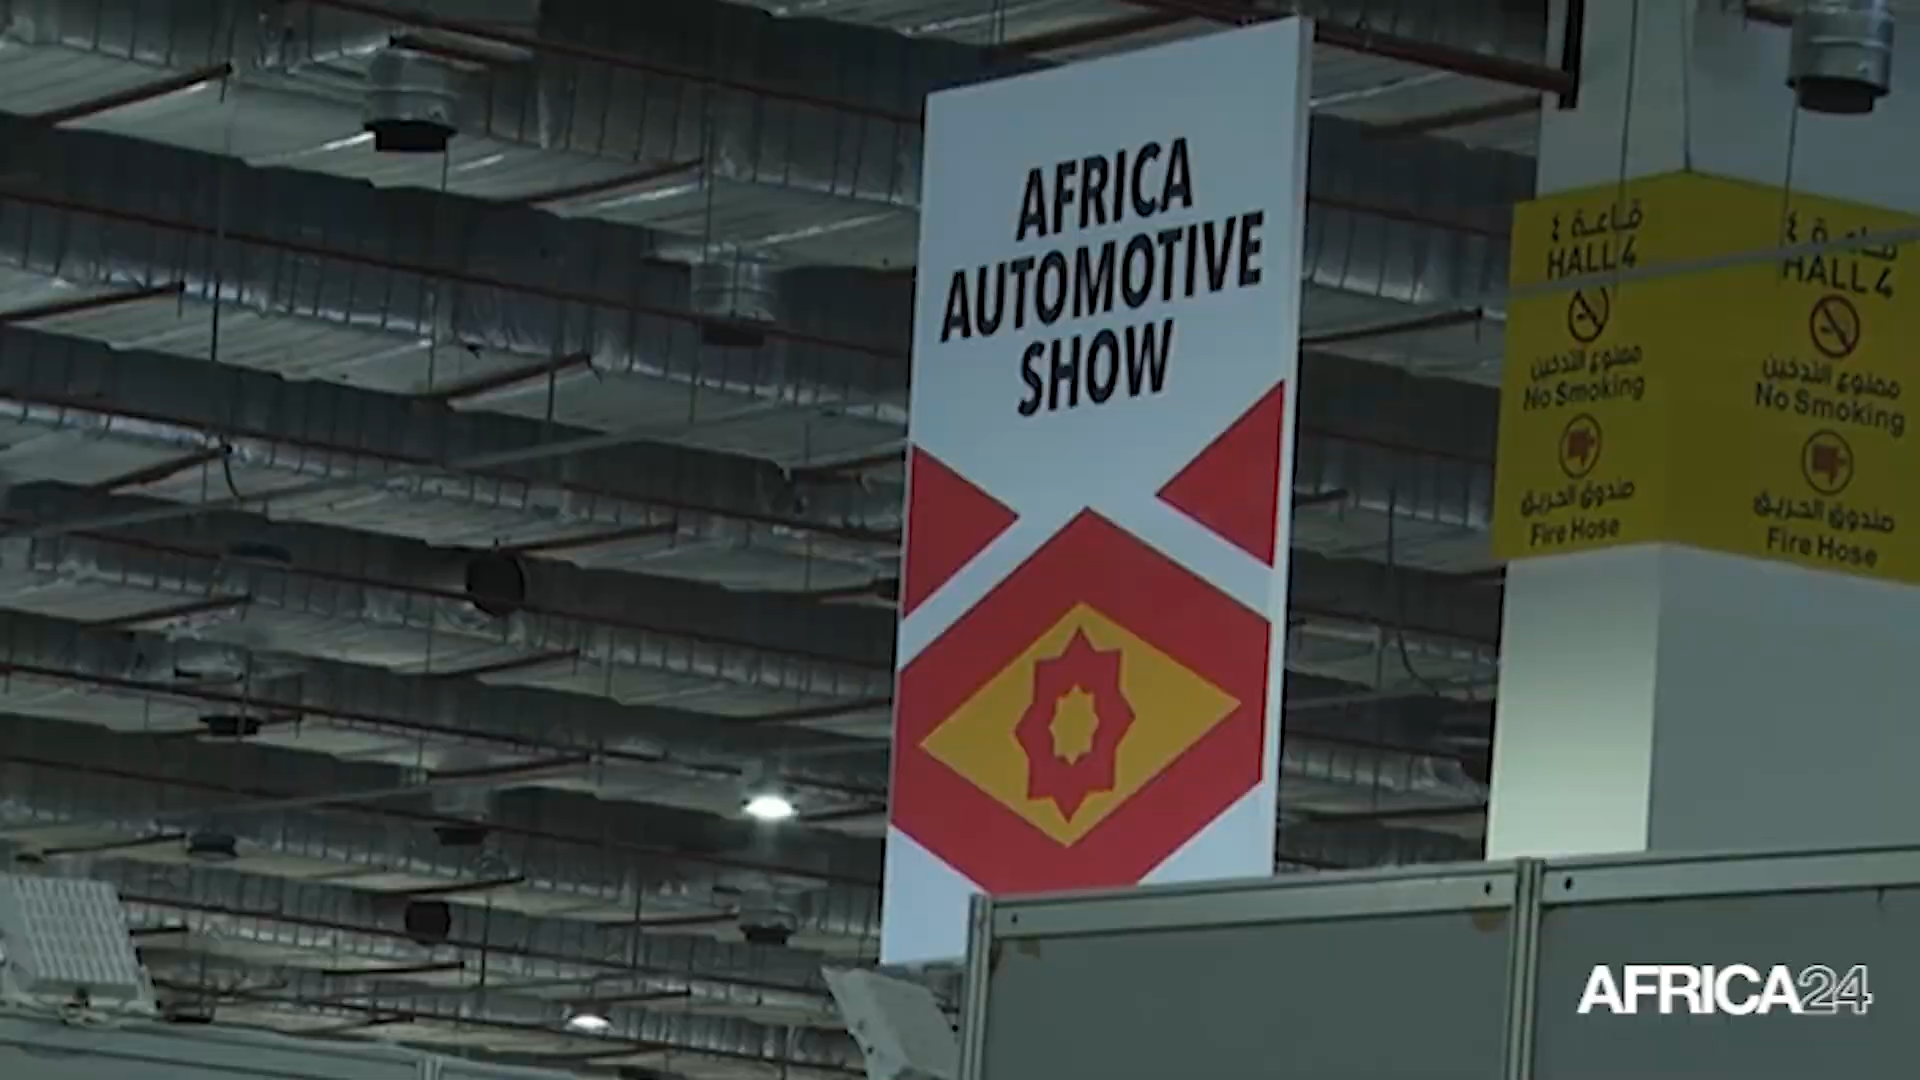 AFRICA
AUTOMOTIVE
SHOW
قاعة ٤
HALL 4
ممنوع التدخين
No Smoking
صندوق الحريق
Fire Hose
قاعة ٤
HALL 4
ممنوع التدخين
No Smoking
صندوق الحريق
Fire Hose
AFRICA24